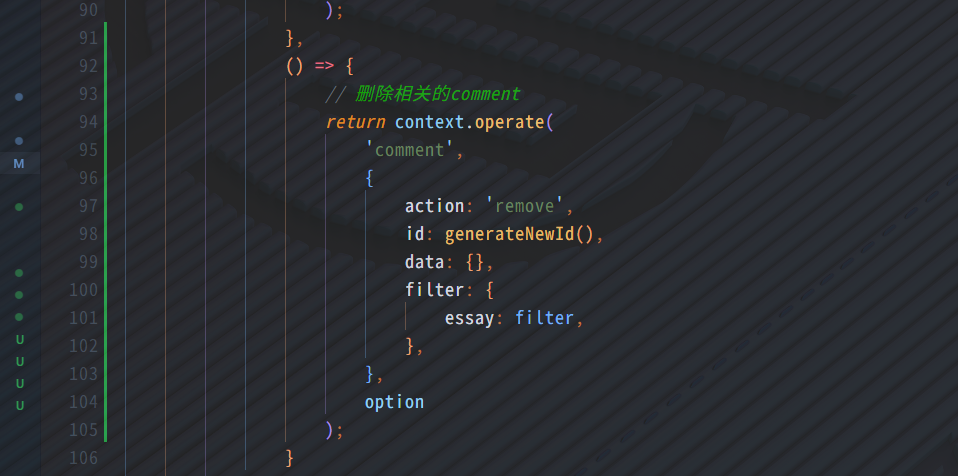 90 );
91 },
92 () => {
93 // 删除相关的comment
94 return context.operate(
95 'comment',
96 {
M
97 action: 'remove',
98 id: generateNewId(),
99 data: {},
100 filter: {
101 essay: filter,
U 102 },
U 103 },
U 104 option
U 105 );
106 }